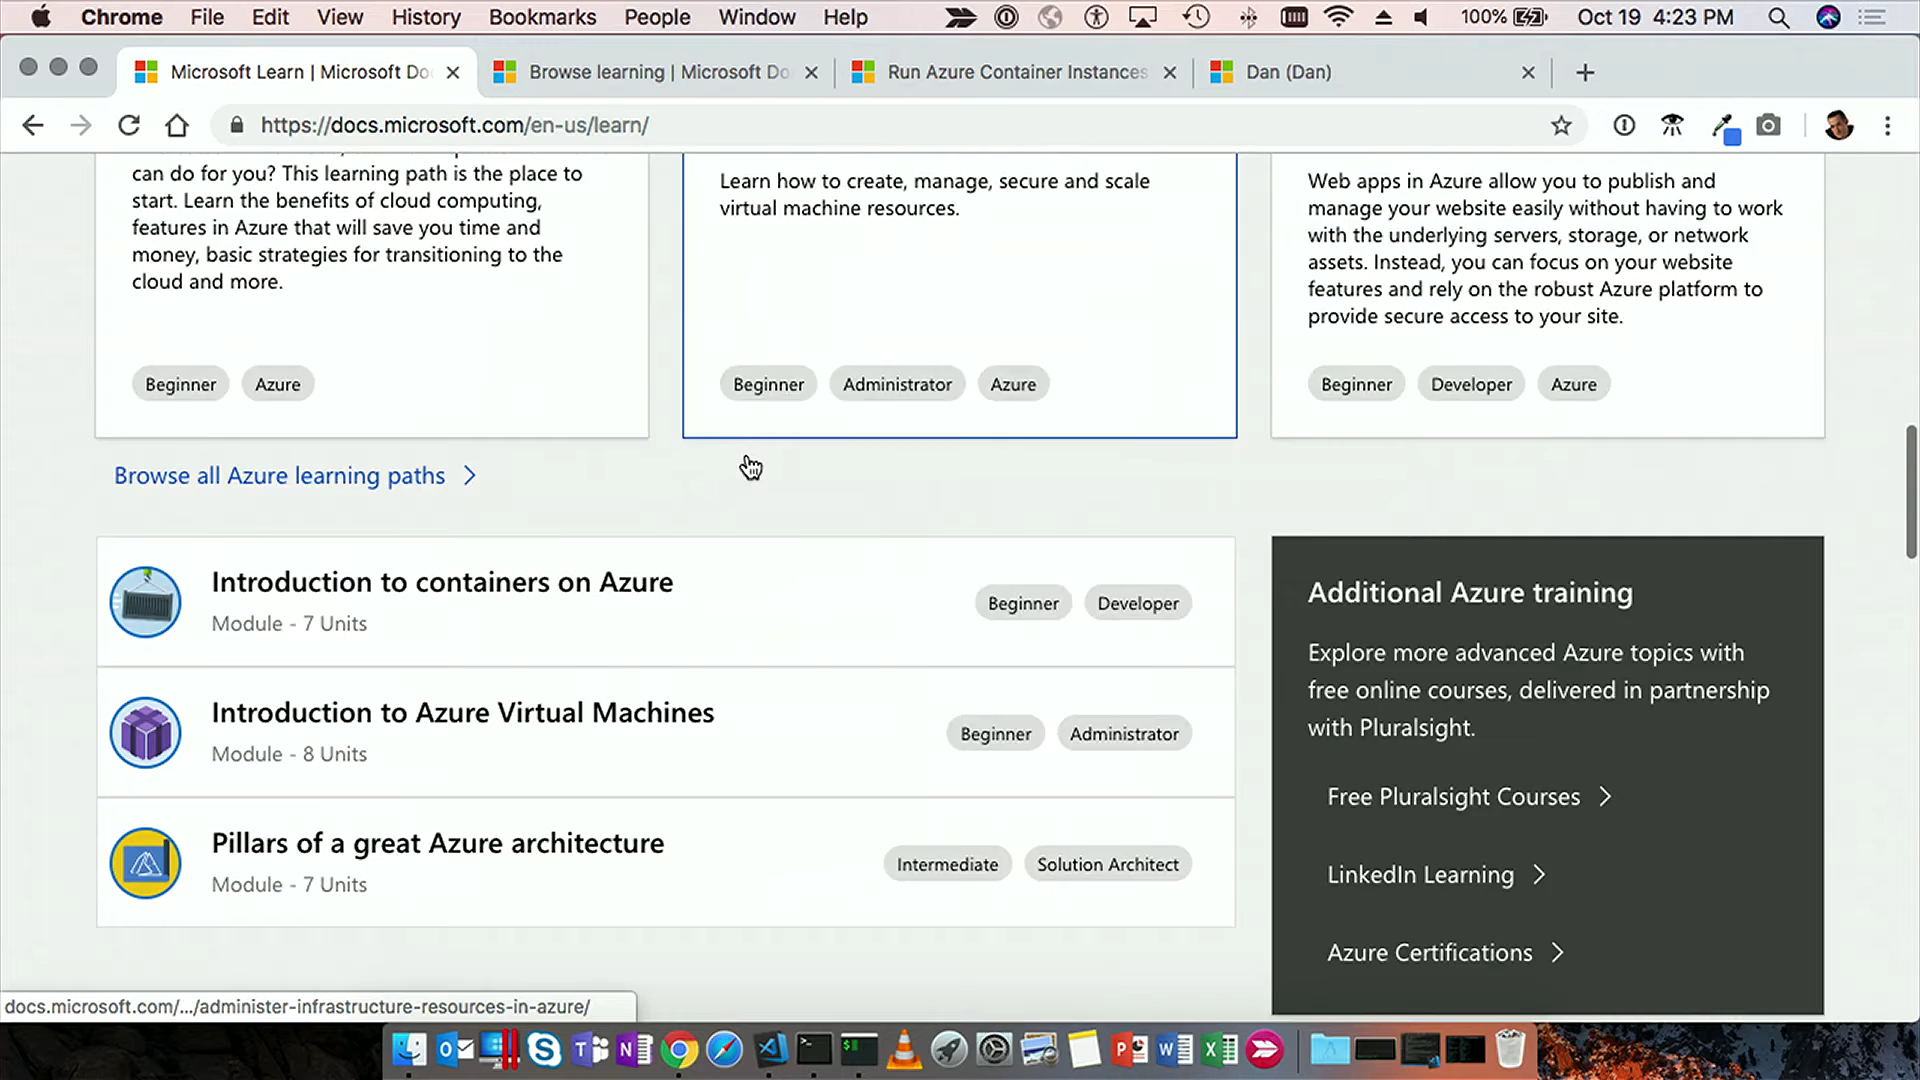 Chrome File Edit View History Bookmarks People Window Help 100% Oct 19 4:23 PM
Microsoft Learn | Microsoft Do Browse learning | Microsoft Do Run Azure Container Instances Dan (Dan)
https://docs.microsoft.com/en-us/learn/
can do for you? This learning path is the place to
start. Learn the benefits of cloud computing,
features in Azure that will save you time and
money, basic strategies for transitioning to the
cloud and more.
Beginner Azure
Learn how to create, manage, secure and scale
virtual machine resources.
Beginner Administrator Azure
Web apps in Azure allow you to publish and
manage your website easily without having to work
with the underlying servers, storage, or network
assets. Instead, you can focus on your website
features and rely on the robust Azure platform to
provide secure access to your site.
Beginner Developer Azure
Browse all Azure learning paths
Introduction to containers on Azure
Module - 7 Units
Beginner Developer
Introduction to Azure Virtual Machines
Module - 8 Units
Beginner Administrator
Pillars of a great Azure architecture
Module - 7 Units
Intermediate Solution Architect
Additional Azure training
Explore more advanced Azure topics with
free online courses, delivered in partnership
with Pluralsight.
Free Pluralsight Courses
LinkedIn Learning
Azure Certifications
docs.microsoft.com/.../administer-infrastructure-resources-in-azure/